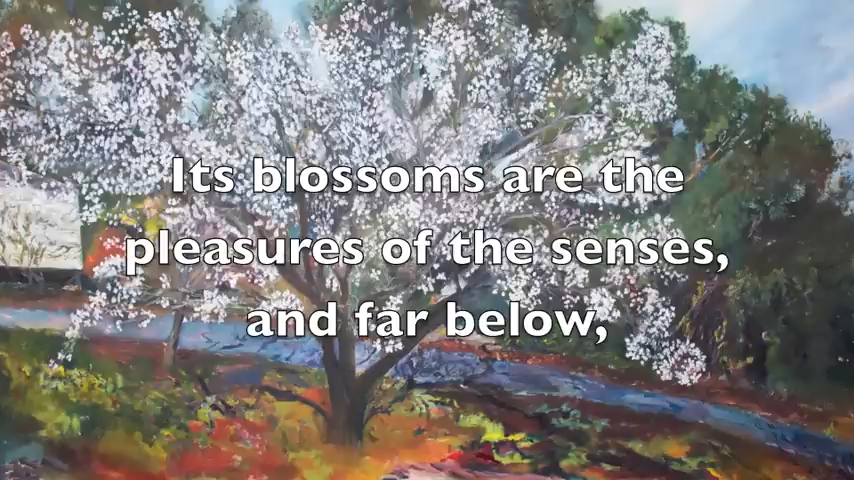 Its blossoms are the
pleasures of the senses,
and far below,